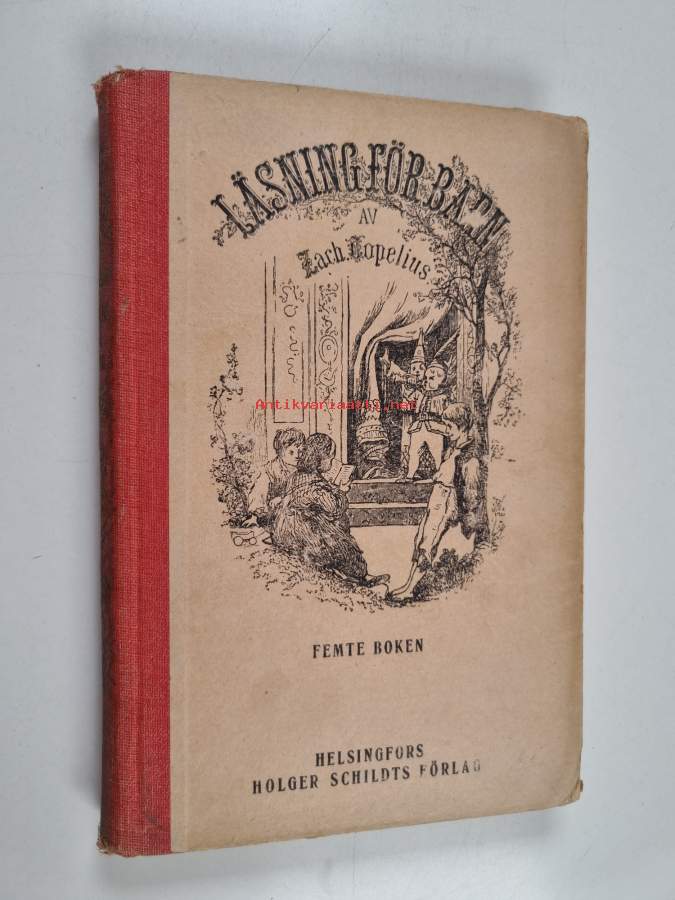 LÄSNING FÖR BARN
AV
Zach. Topelius
Antikvariaatti.net
FEMTE BOKEN
HELSINGFORS
HOLGER SCHILDTS FÖRLAG